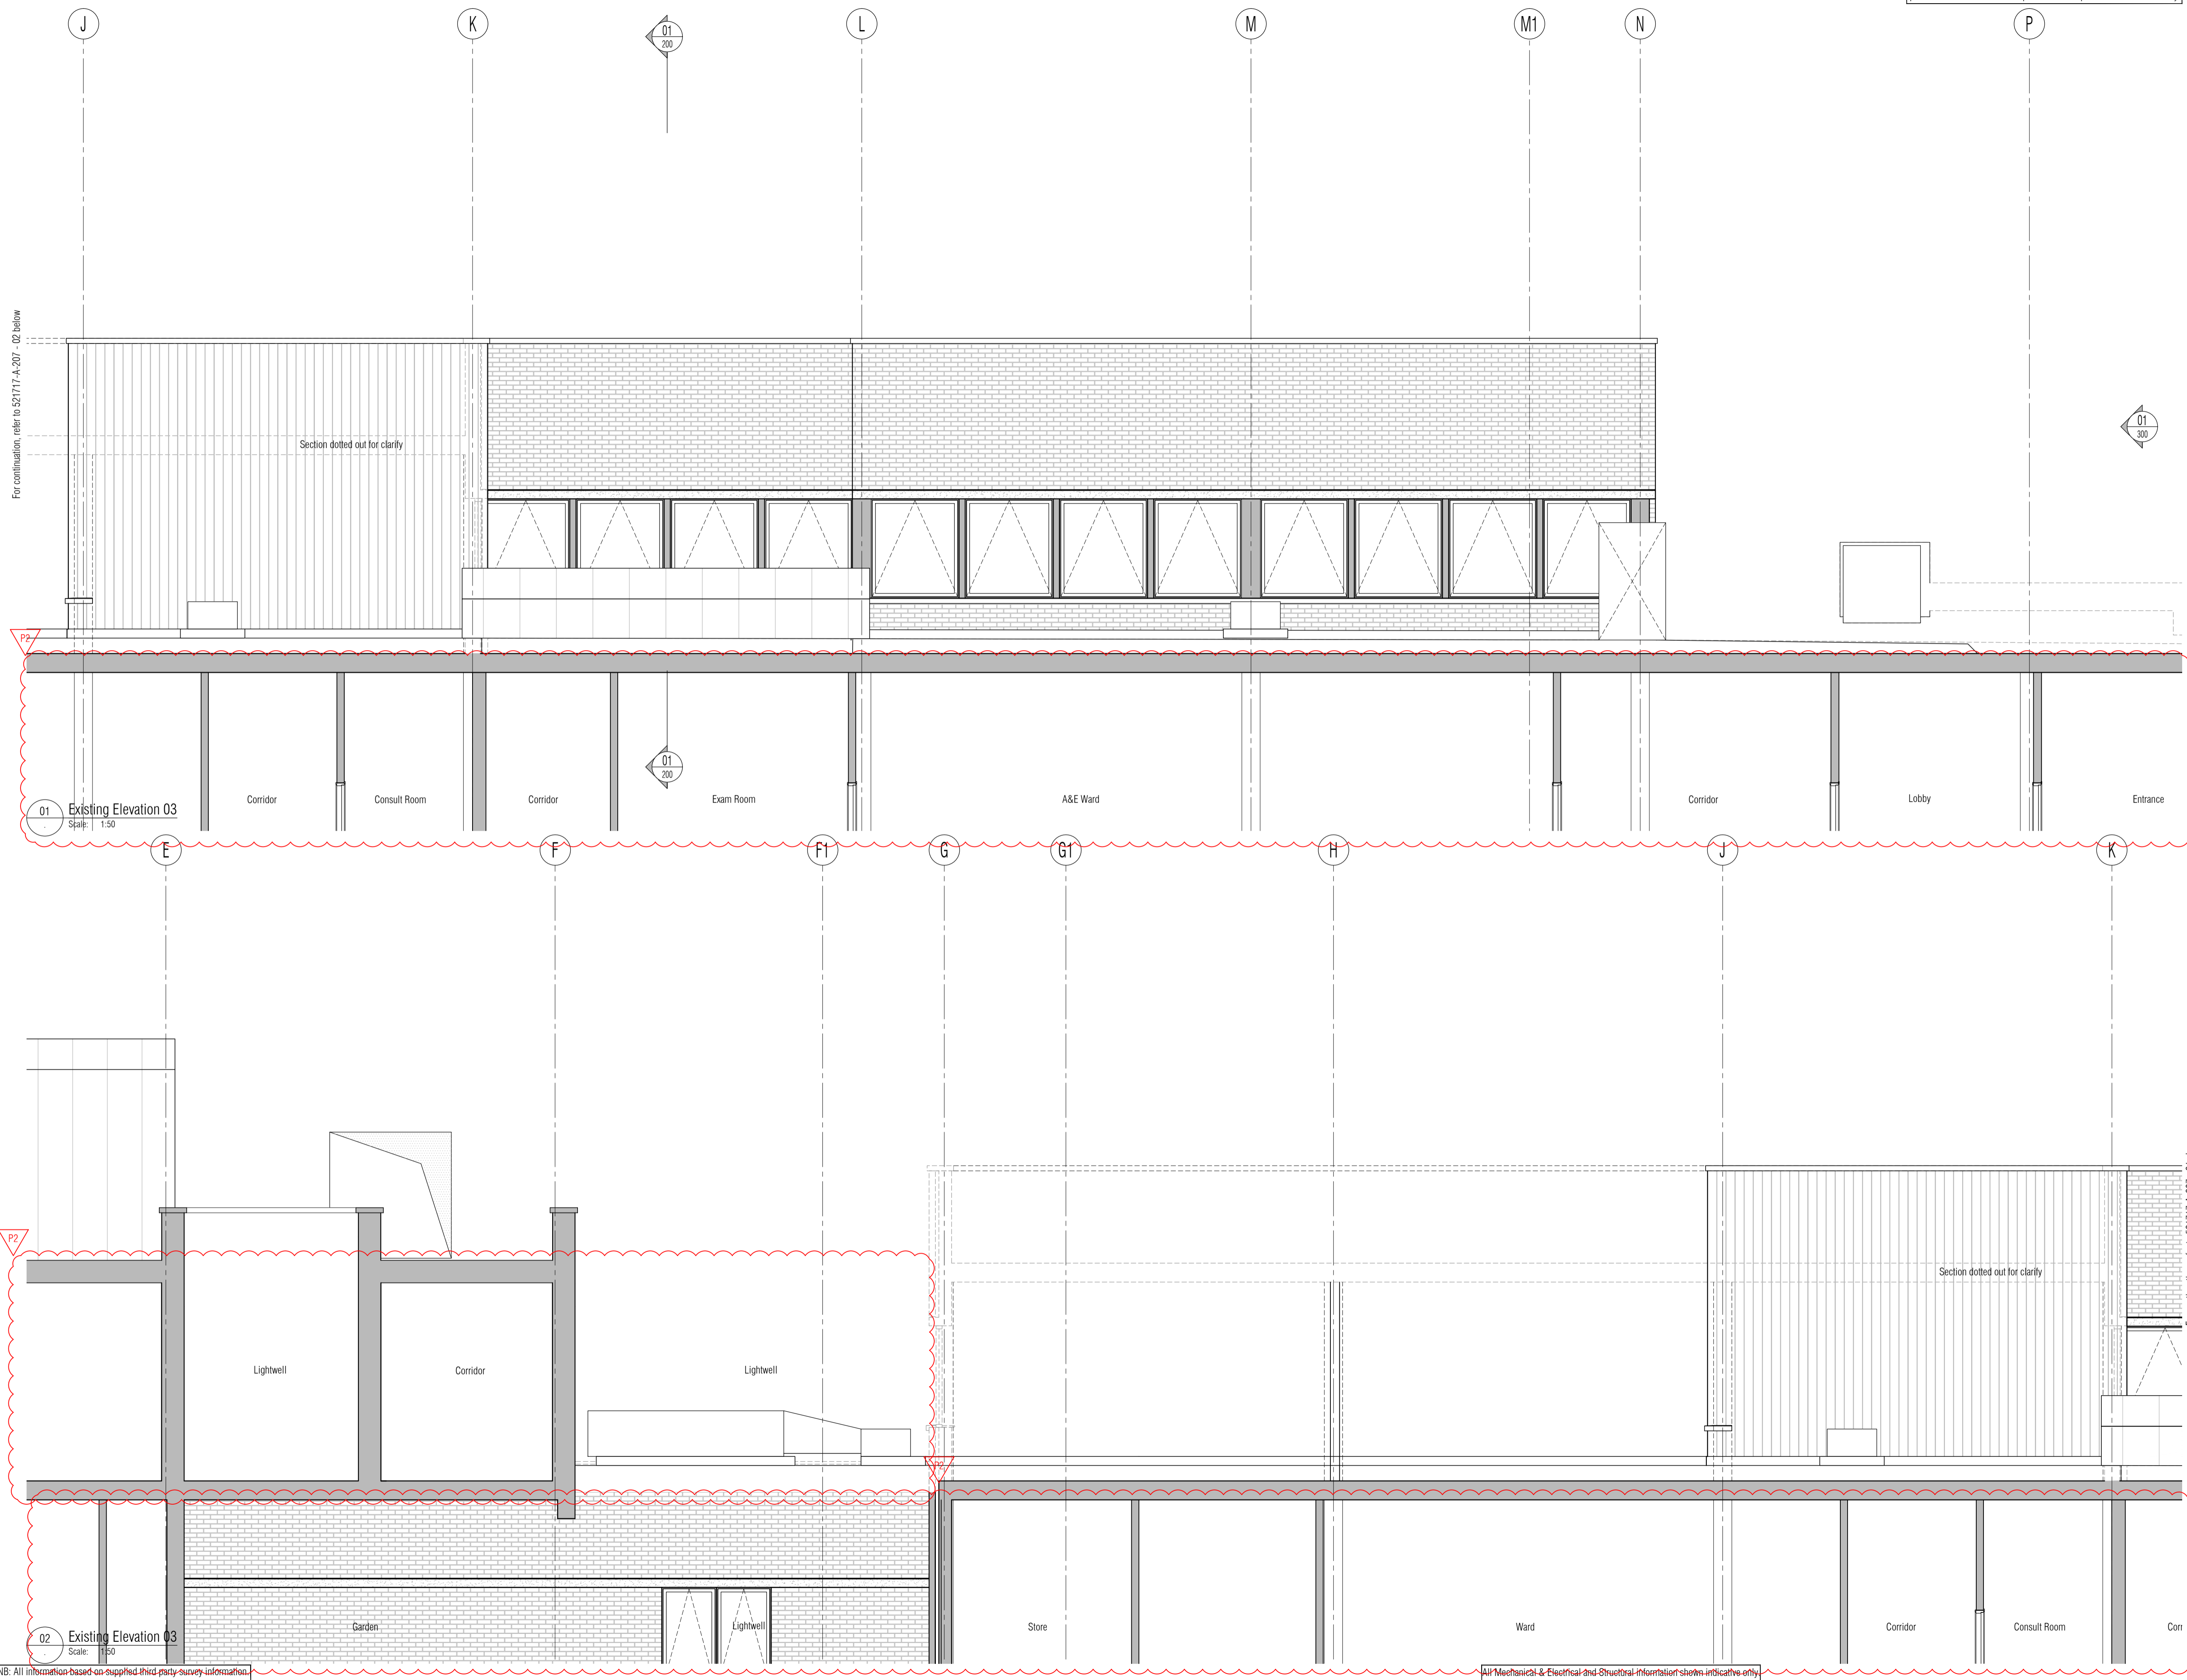 J
K
01
200
L
M
M1
N
P
For continuation, refer to 521717-A-207 - 02 below
Section dotted out for clarify
01
300
P2
01
200
Corridor
Consult Room
Corridor
Exam Room
A&E Ward
Corridor
Lobby
Entrance
01
Existing Elevation 03
Scale: 1:50
E
F
F1
G
G1
H
J
K
P2
Section dotted out for clarify
Lightwell
Corridor
Lightwell
P2
Garden
Lightwell
Store
Ward
Corridor
Consult Room
Corr
02
Existing Elevation 03
Scale: 1:50
NB: All information based on supplied third party survey information.
All Mechanical & Electrical and Structural information shown indicative only.